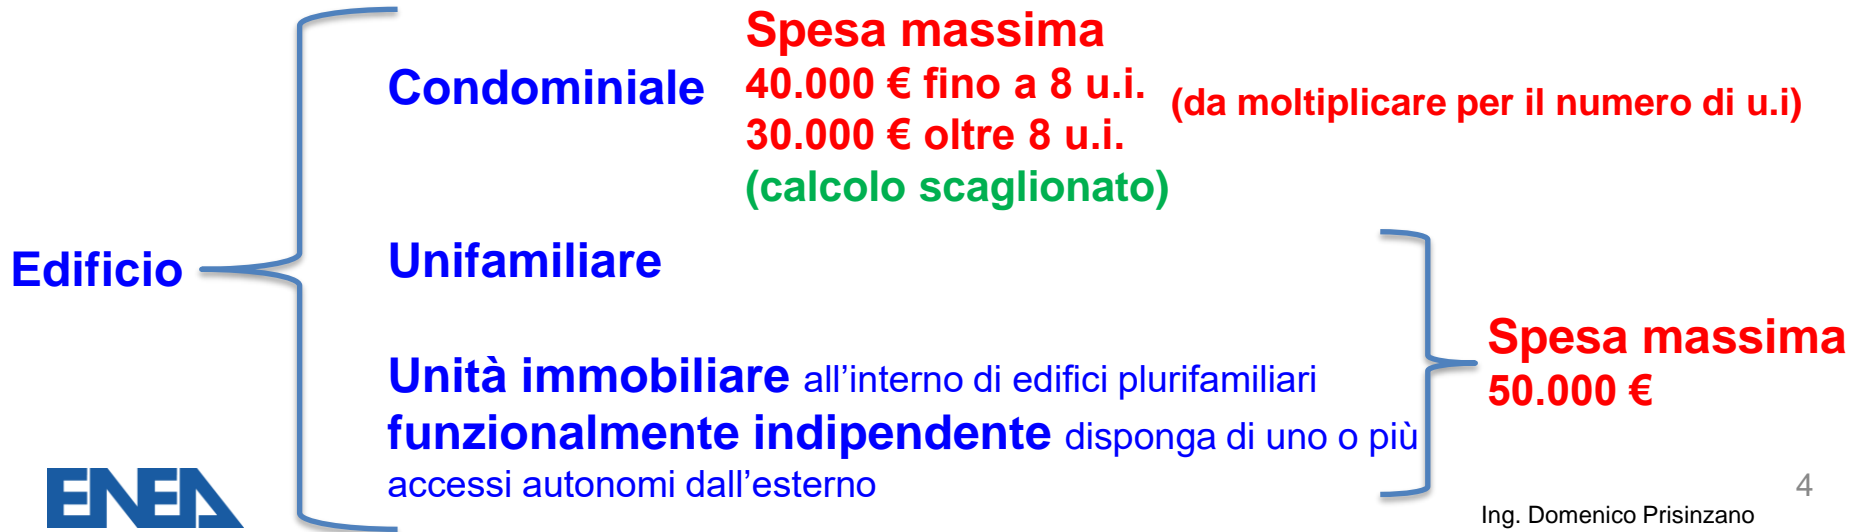 Edificio
Condominiale
Spesa massima
40.000 € fino a 8 u.i.
30.000 € oltre 8 u.i.
(calcolo scaglionato)
(da moltiplicare per il numero di u.i)
Unifamiliare
Unità immobiliare all’interno di edifici plurifamiliari
funzionalmente indipendente disponga di uno o più
accessi autonomi dall’esterno
Spesa massima
50.000 €
ENEA
4
Ing. Domenico Prisinzano